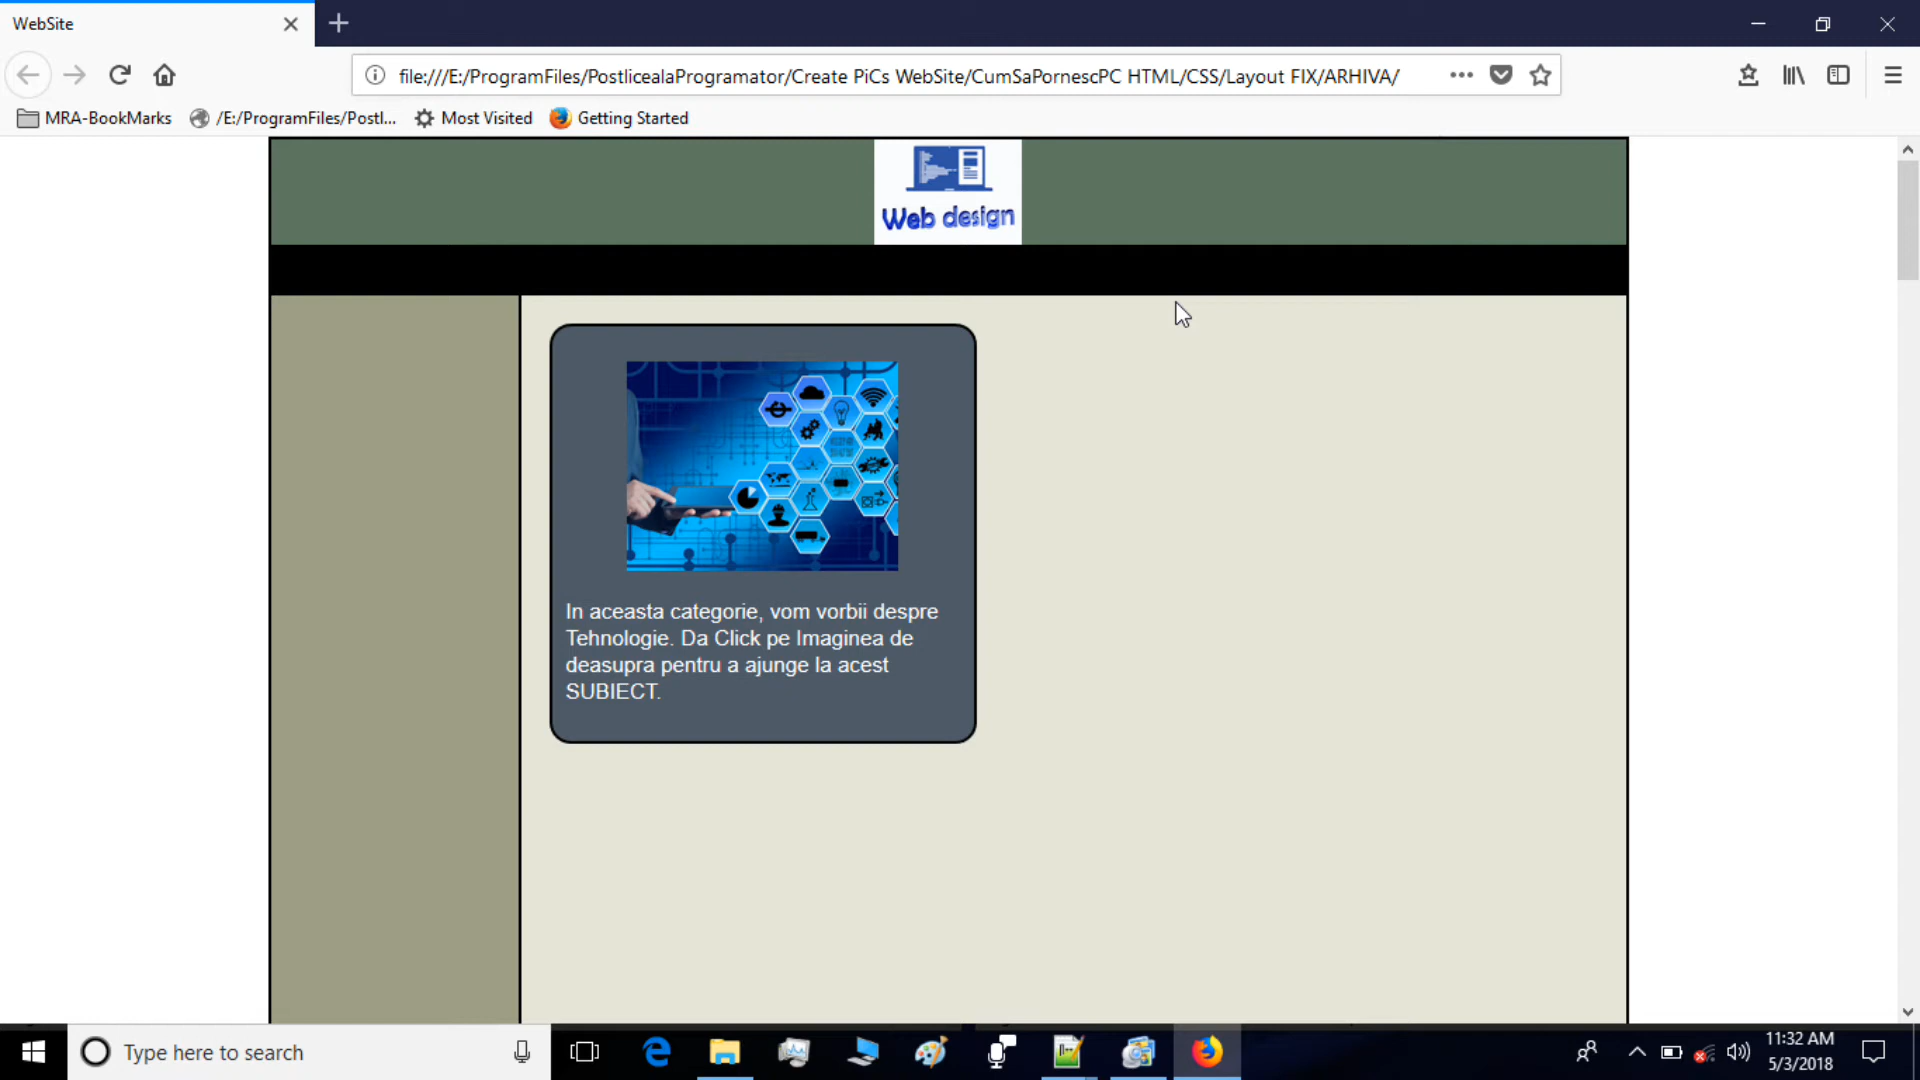 WebSite
file:///E:/ProgramFiles/PostlicealaProgramator/Create PiCs WebSite/CumSaPornescPC HTML/CSS/Layout FIX/ARHIVA/
MRA-BookMarks /E:/ProgramFiles/Postl... Most Visited Getting Started
Web design
In aceasta categorie, vom vorbii despre
Tehnologie. Da Click pe Imaginea de
deasupra pentru a ajunge la acest
SUBIECT.
Type here to search
11:32 AM
5/3/2018